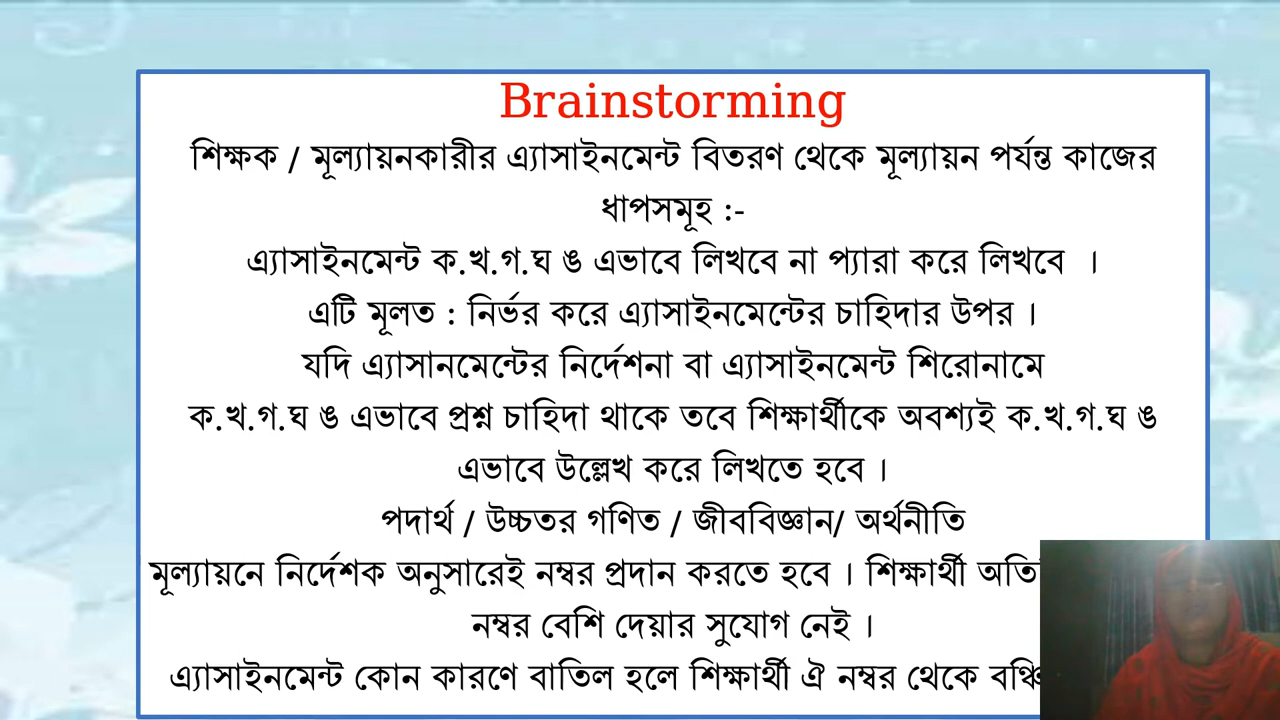 Brainstorming
শিক্ষক / মূল্যায়নকারীর এ্যাসাইনমেন্ট বিতরণ থেকে মূল্যায়ন পর্যন্ত কাজের
ধাপসমূহ :-
এ্যাসাইনমেন্ট ক.খ.গ.ঘ ঙ এভাবে লিখবে না প্যারা করে লিখবে ।
এটি মূলত : নির্ভর করে এ্যাসাইনমেন্টের চাহিদার উপর ।
যদি এ্যাসানমেন্টের নির্দেশনা বা এ্যাসাইনমেন্ট শিরোনামে
ক.খ.গ.ঘ ঙ এভাবে প্রশ্ন চাহিদা থাকে তবে শিক্ষার্থীকে অবশ্যই ক.খ.গ.ঘ ঙ
এভাবে উল্লেখ করে লিখতে হবে ।
পদার্থ / উচ্চতর গণিত / জীববিজ্ঞান/ অর্থনীতি
মূল্যায়নে নির্দেশক অনুসারেই নম্বর প্রদান করতে হবে । শিক্ষার্থী
নম্বর বেশি দেয়ার সুযোগ নেই ।
এ্যাসাইনমেন্ট কোন কারণে বাতিল হলে শিক্ষার্থী ঐ নম্বর থেকে